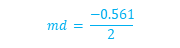 md = −0.561 / 2